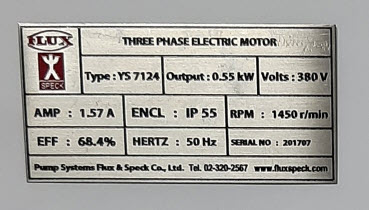 FLUX
THREE PHASE ELECTRIC MOTOR
SPECK
Type : YS 7124 Output : 0.55 kW Volts : 380 V
AMP : 1.57 A ENCL : IP 55 RPM : 1450 r/min
EFF : 68.4% HERTZ : 50 Hz SERIAL NO : 201707
Pump Systems Flux & Speck Co., Ltd. Tel. 02-320-2567 www.fluxspeck.com